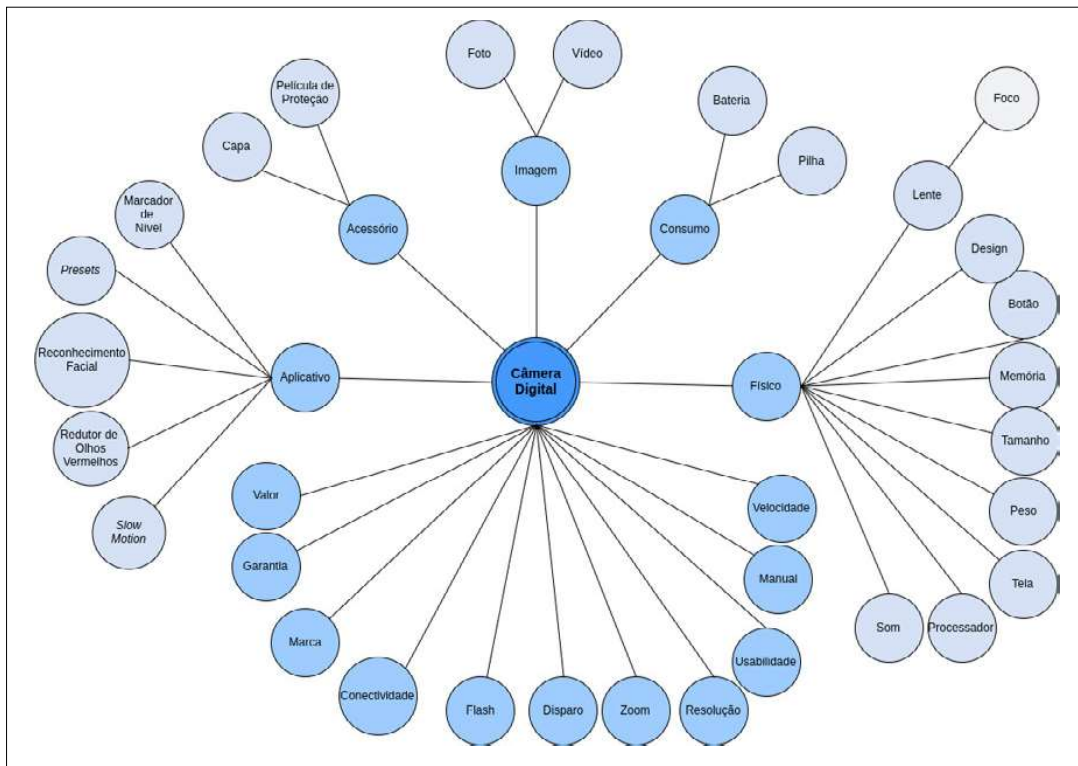 Foto
Vídeo
Película de
Proteção
Bateria
Foco
Capa
Pilha
Imagem
Lente
Marcador
de
Nível
Acessório
Consumo
Design
Presets
Botão
Reconhecimento
Facial
Aplicativo
Câmera
Digital
Físico
Memória
Redutor de
Olhos
Vermelhos
Tamanho
Valor
Velocidade
Peso
Slow
Motion
Garantia
Manual
Tela
Marca
Som
Processador
Usabilidade
Conectividade
Flash
Disparo
Zoom
Resolução